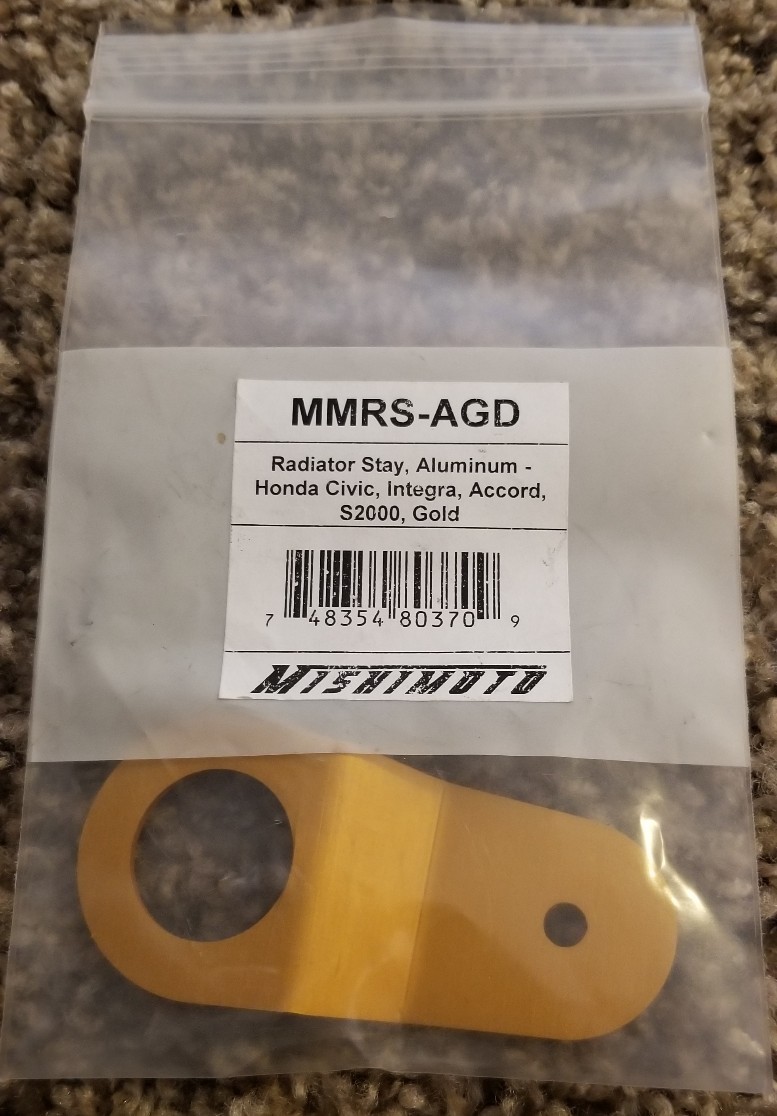 MMRS-AGD
Radiator Stay, Aluminum -
Honda Civic, Integra, Accord,
S2000, Gold
7 48354 80370 9
MISHIMOTO